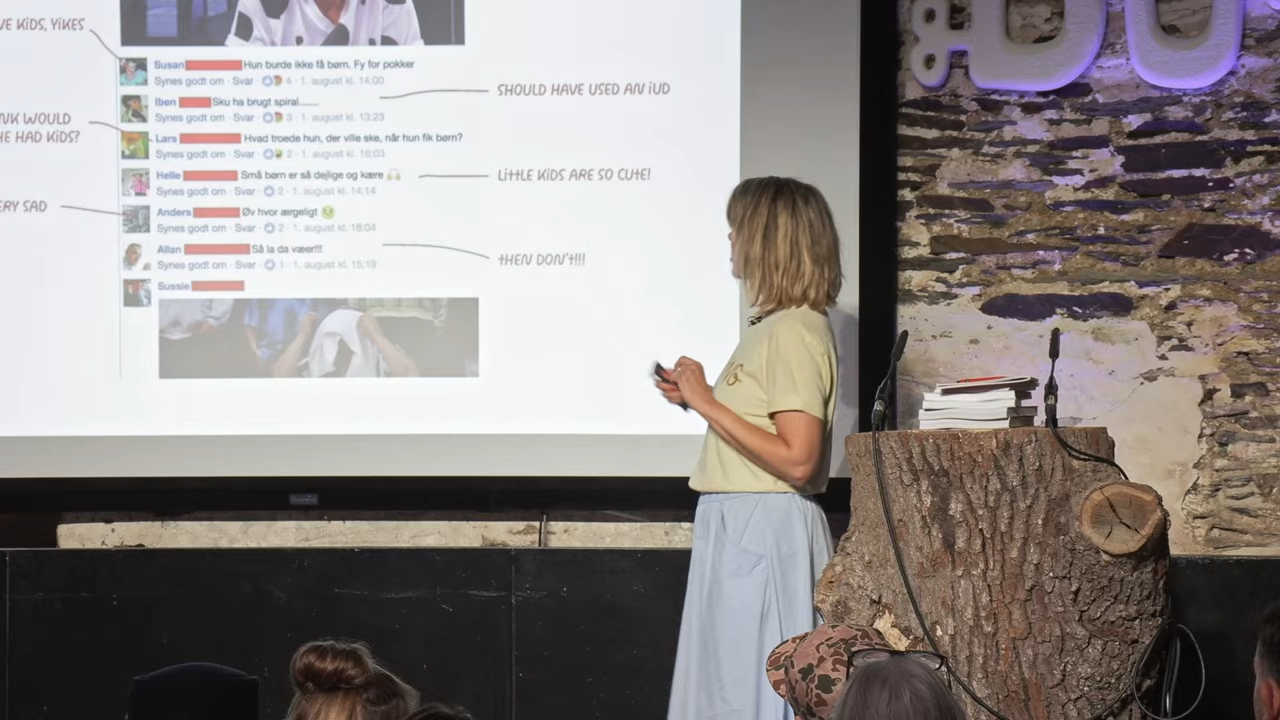 VE KIDS, YIKES
Susan Hun burde ikke få børn. Fy for pokker
Synes godt om · Svar · 4 · 1. august kl. 14:00
Iben Sku ha brugt spiral.......
SHOULD HAVE USED AN IUD
Synes godt om · Svar · 3 · 1. august kl. 13:23
NK WOULD
HE HAD KIDS?
Lars Hvad troede hun, der ville ske, når hun fik børn?
Synes godt om · Svar · 2 · 1. august kl. 16:03
Helle Små børn er så dejlige og kære
LITTLE KIDS ARE SO CUTE!
Synes godt om · Svar · 2 · 1. august kl. 14:14
ERY SAD
Anders Øv hvor ærgeligt
Synes godt om · Svar · 2 · 1. august kl. 18:04
Allan Så la da væer!!!
THEN DON'T!!!
Synes godt om · Svar · 1 · 1. august kl. 15:19
Sussie
DO